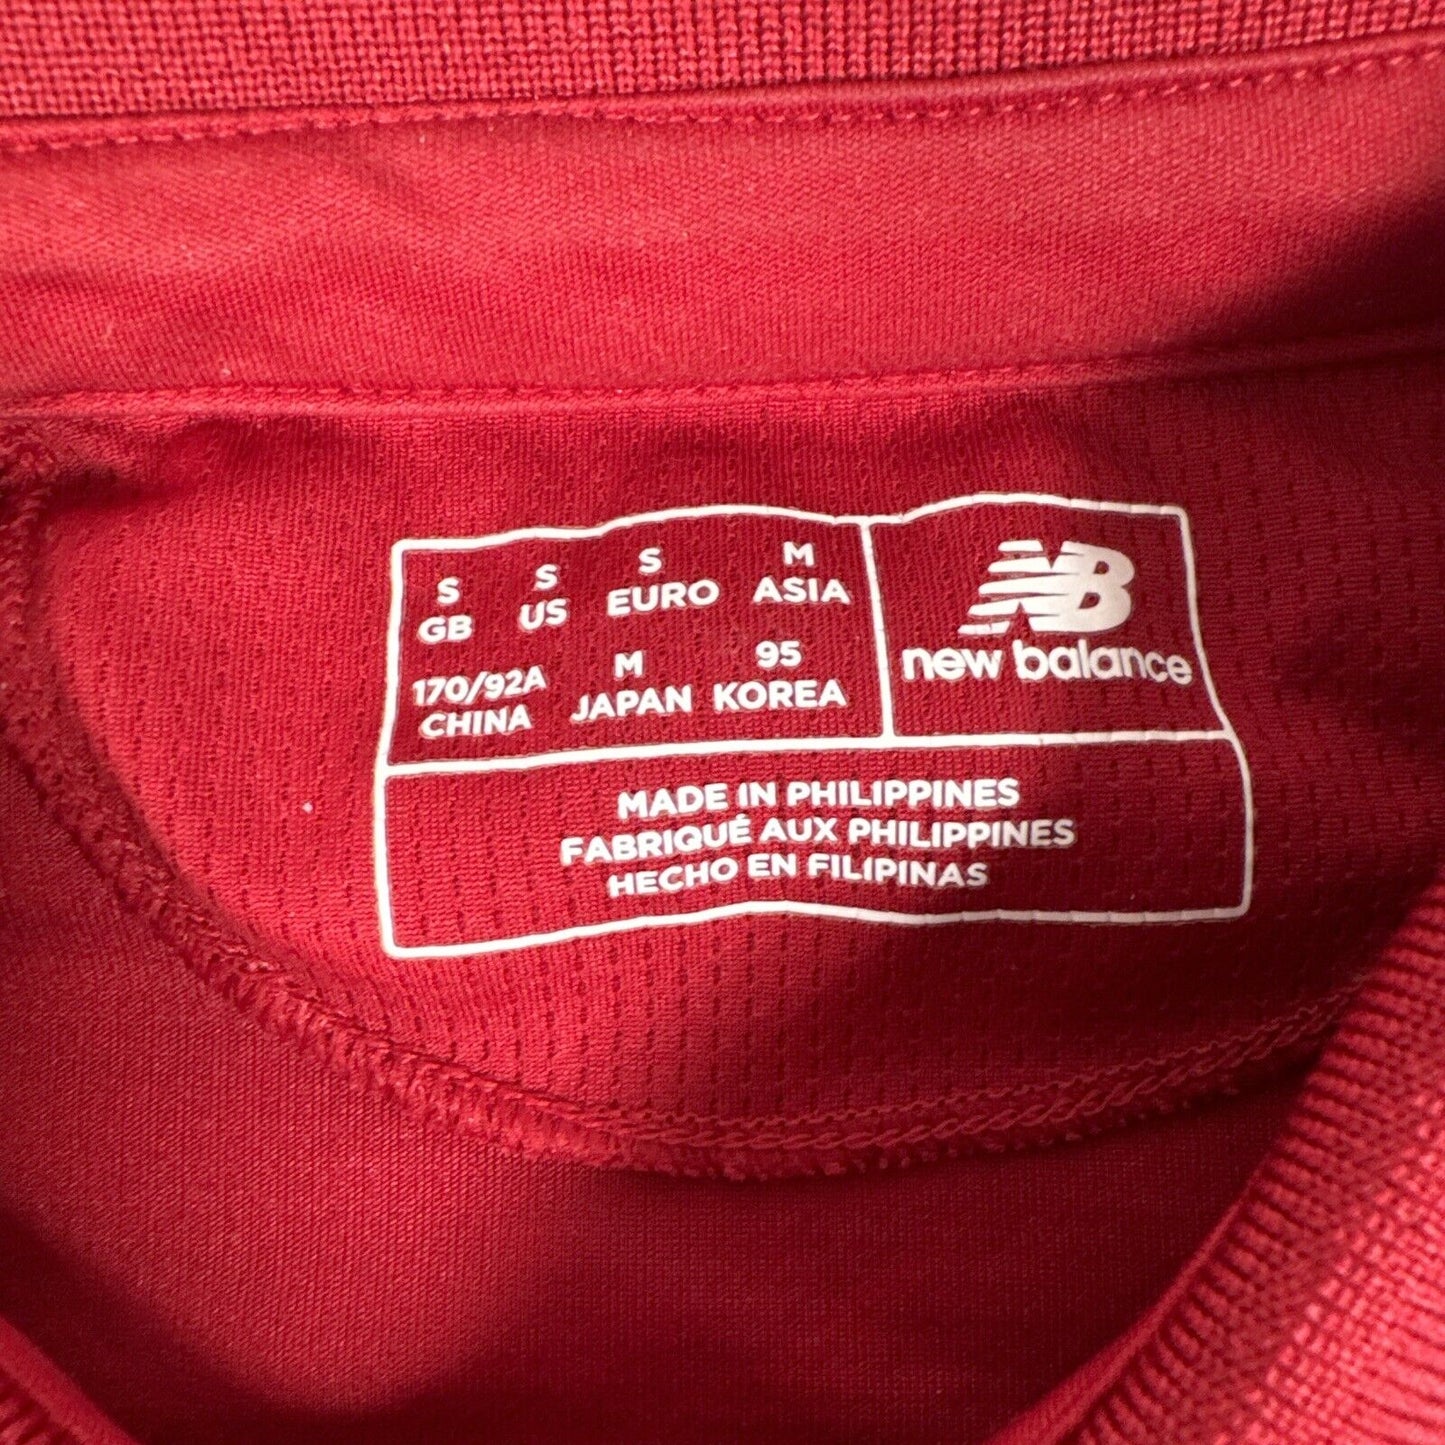 S S S M
GB US EURO ASIA
170/92A M 95
CHINA JAPAN KOREA
NB
new balance
MADE IN PHILIPPINES
FABRIQUÉ AUX PHILIPPINES
HECHO EN FILIPINAS